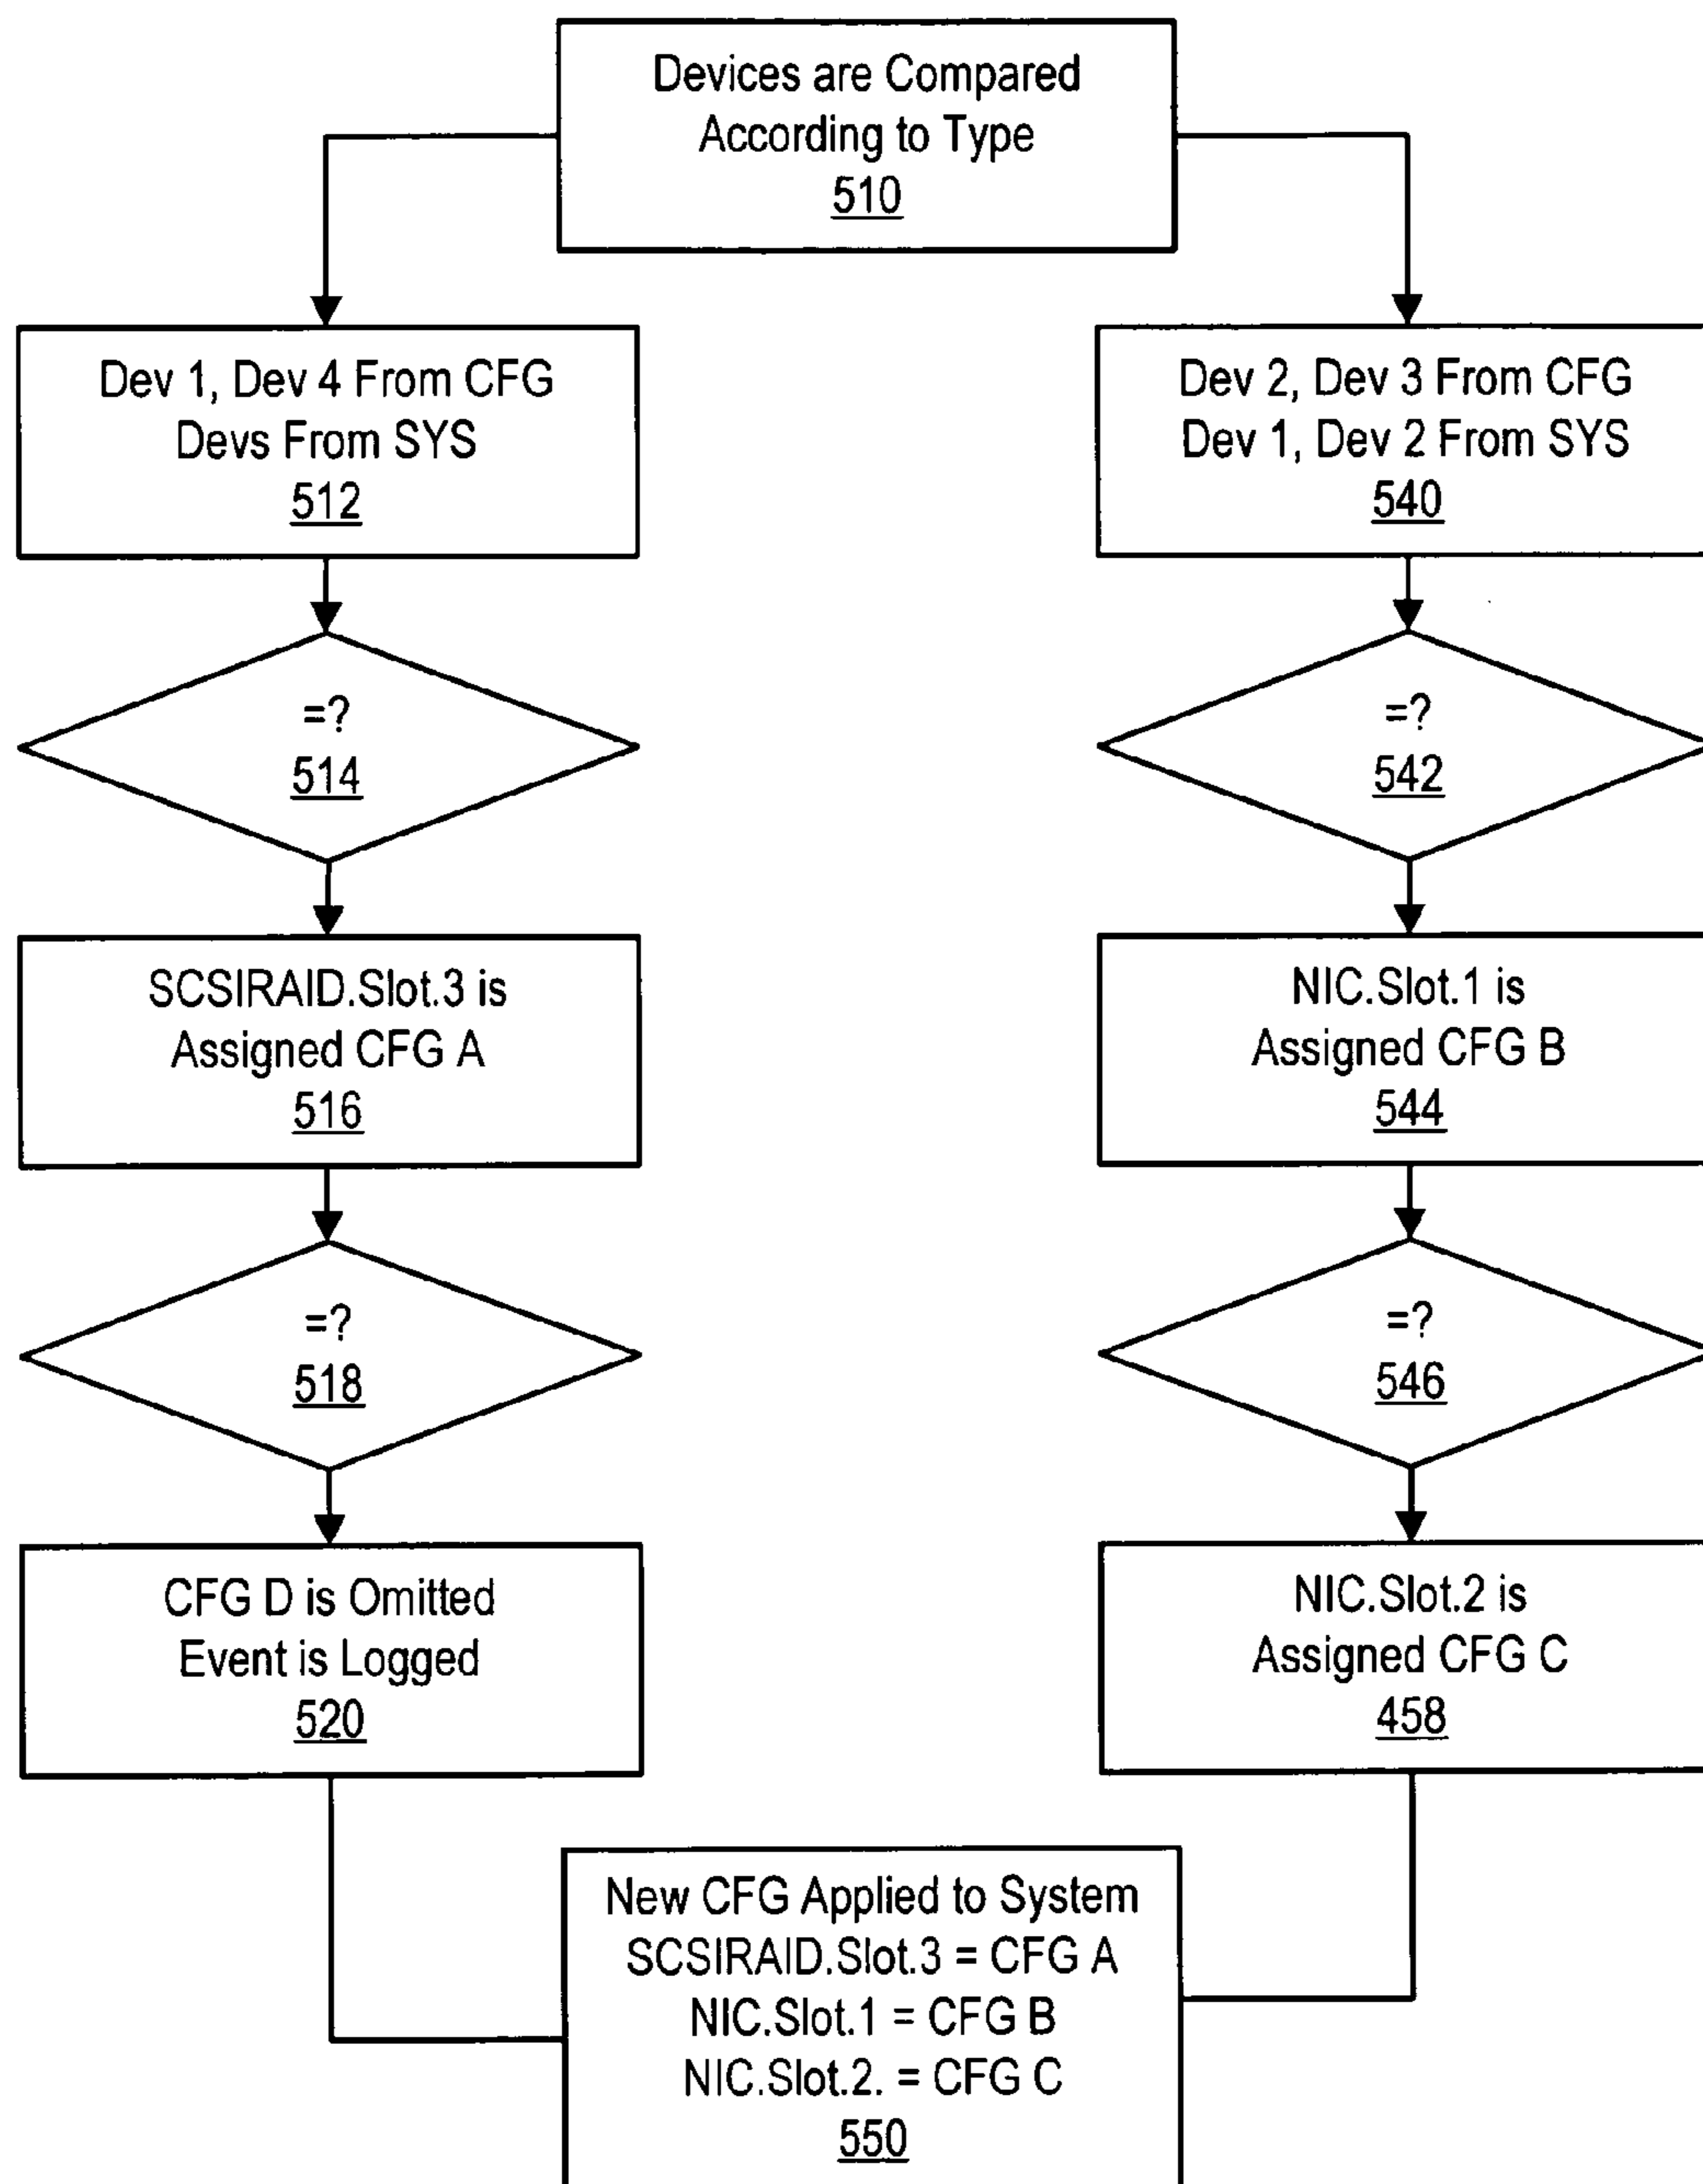 Devices are Compared
According to Type
510
Dev 1, Dev 4 From CFG
Devs From SYS
512
=?
514
SCSIRAID.Slot.3 is
Assigned CFG A
516
=?
518
CFG D is Omitted
Event is Logged
520
Dev 2, Dev 3 From CFG
Dev 1, Dev 2 From SYS
540
=?
542
NIC.Slot.1 is
Assigned CFG B
544
=?
546
NIC.Slot.2 is
Assigned CFG C
458
New CFG Applied to System
SCSIRAID.Slot.3 = CFG A
NIC.Slot.1 = CFG B
NIC.Slot.2. = CFG C
550